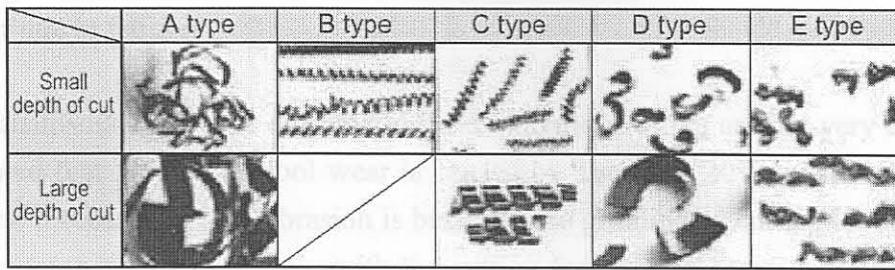 A type B type C type D type E type
Small
depth of cut
Large
depth of cut